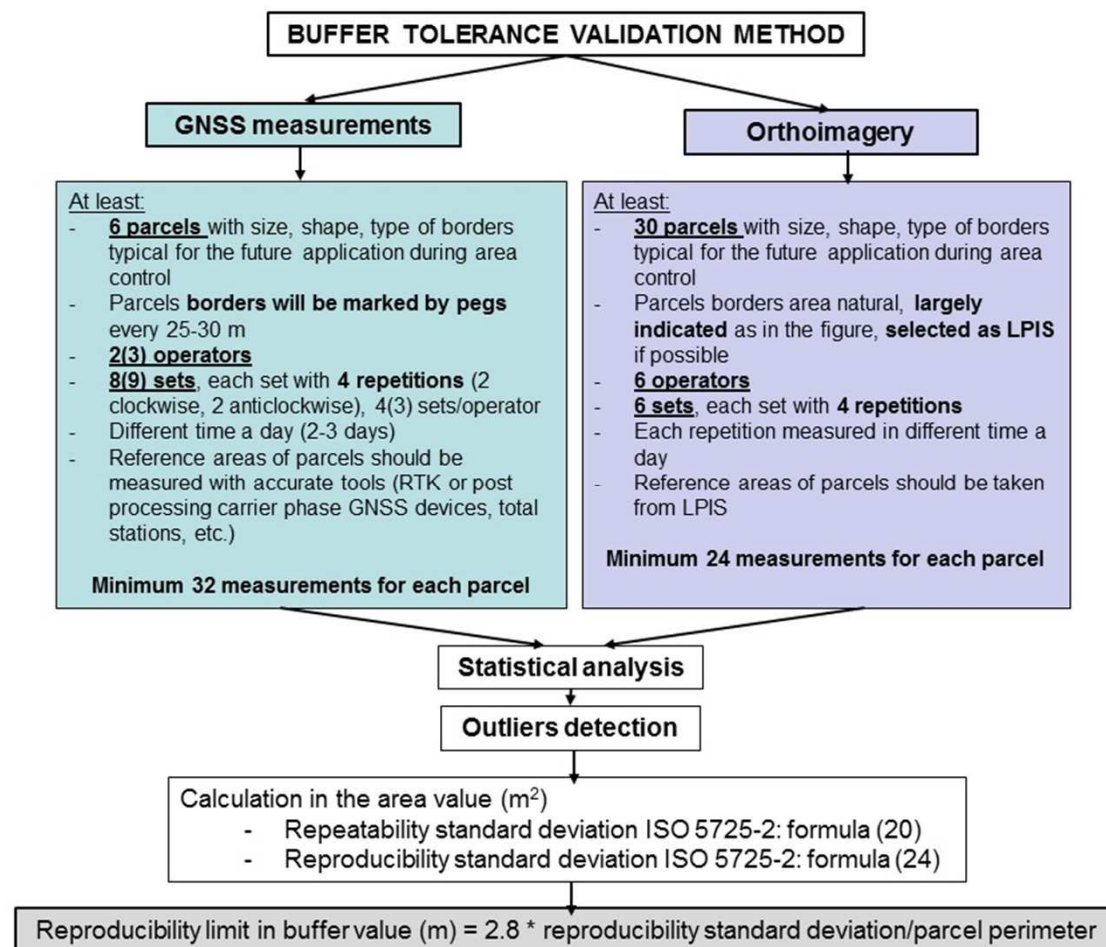 BUFFER TOLERANCE VALIDATION METHOD
GNSS measurements
At least:
- 6 parcels with size, shape, type of borders
typical for the future application during area
control
- Parcels borders will be marked by pegs
every 25-30 m
- 2(3) operators
- 8(9) sets, each set with 4 repetitions (2
clockwise, 2 anticlockwise), 4(3) sets/operator
- Different time a day (2-3 days)
- Reference areas of parcels should be
measured with accurate tools (RTK or post
processing carrier phase GNSS devices, total
stations, etc.)
Minimum 32 measurements for each parcel
Orthoimagery
At least:
- 30 parcels with size, shape, type of borders
typical for the future application during area
control
- Parcels borders area natural, largely
indicated as in the figure, selected as LPIS
if possible
- 6 operators
- 6 sets, each set with 4 repetitions
- Each repetition measured in different time a
day
- Reference areas of parcels should be taken
from LPIS
Minimum 24 measurements for each parcel
Statistical analysis
Outliers detection
Calculation in the area value (m²)
- Repeatability standard deviation ISO 5725-2: formula (20)
- Reproducibility standard deviation ISO 5725-2: formula (24)
Reproducibility limit in buffer value (m) = 2.8 * reproducibility standard deviation/parcel perimeter